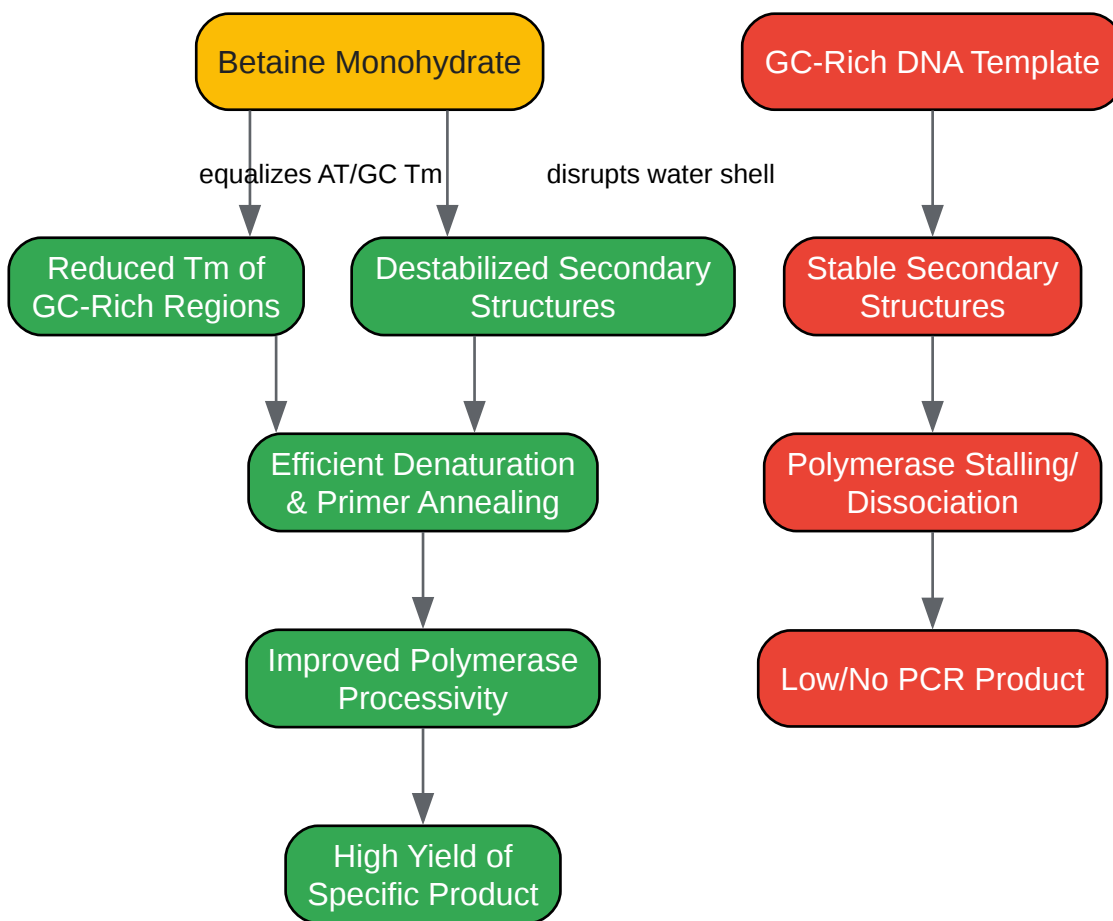 Betaine Monohydrate
GC-Rich DNA Template
equalizes AT/GC Tm
disrupts water shell
Reduced Tm of
GC-Rich Regions
Destabilized Secondary
Structures
Stable Secondary
Structures
Efficient Denaturation
& Primer Annealing
Polymerase Stalling/
Dissociation
Improved Polymerase
Processivity
Low/No PCR Product
High Yield of
Specific Product